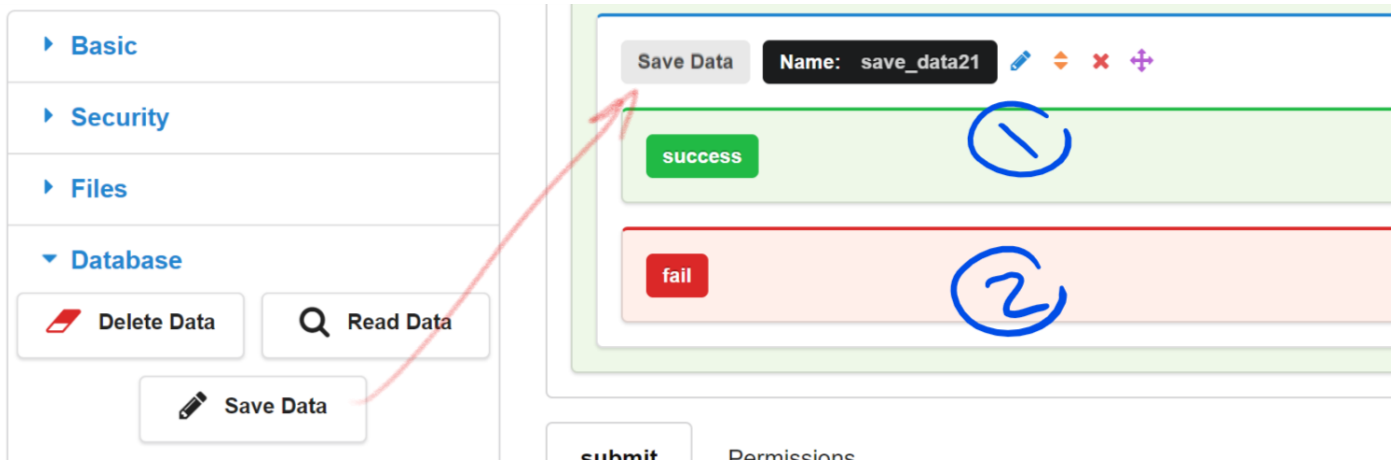 Basic
Security
Files
Database
Delete Data
Read Data
Save Data
Save Data Name: save_data21
success
1
fail
2
submit Permissions